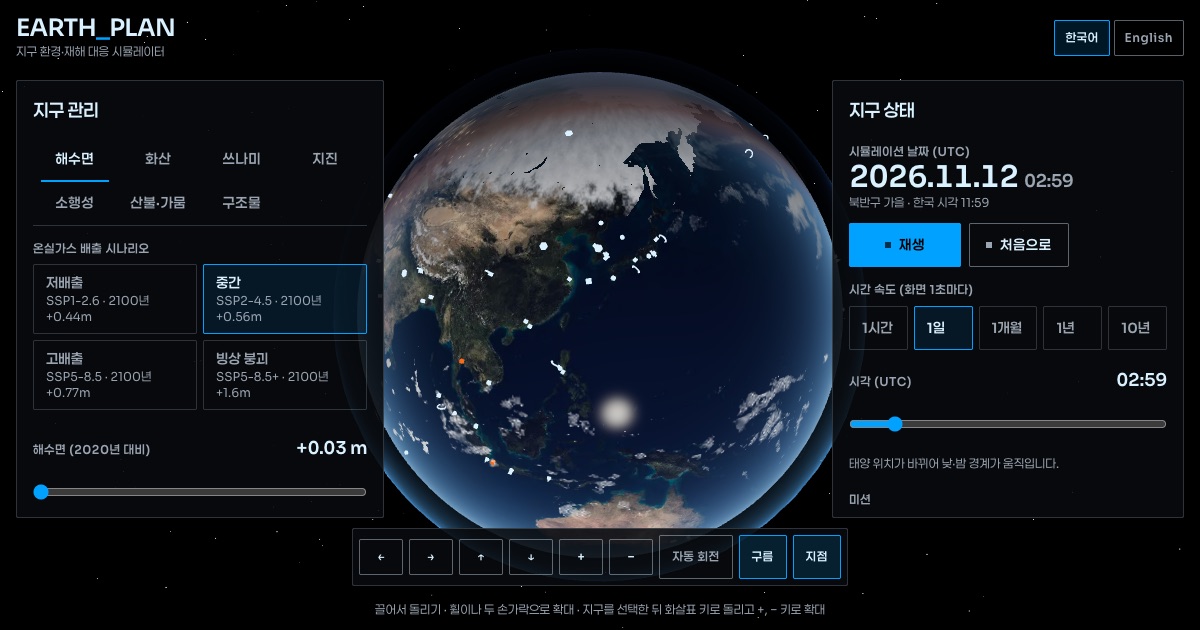 EARTH_PLAN
지구 환경·재해 대응 시뮬레이터
한국어
English
지구 관리
해수면
화산
쓰나미
지진
소행성
산불·가뭄
구조물
온실가스 배출 시나리오
저배출
SSP1-2.6 · 2100년
+0.44m
중간
SSP2-4.5 · 2100년
+0.56m
고배출
SSP5-8.5 · 2100년
+0.77m
빙상 붕괴
SSP5-8.5+ · 2100년
+1.6m
해수면 (2020년 대비)
+0.03 m
지구 상태
시뮬레이션 날짜 (UTC)
2026.11.12 02:59
북반구 가을 · 한국 시각 11:59
■ 재생
■ 처음으로
시간 속도 (화면 1초마다)
1시간
1일
1개월
1년
10년
시각 (UTC)
02:59
태양 위치가 바뀌어 낮·밤 경계가 움직입니다.
미션
← → ↑ ↓ + − 자동 회전 구름 지점
끌어서 돌리기 · 휠이나 두 손가락으로 확대 · 지구를 선택한 뒤 화살표 키로 돌리고 +, − 키로 확대